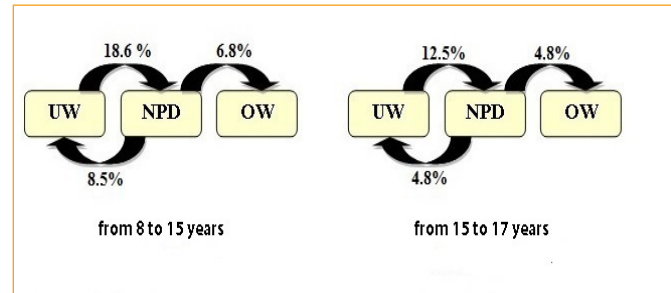 18.6 % 6.8%
UW NPD OW
8.5%
from 8 to 15 years
12.5% 4.8%
UW NPD OW
4.8%
from 15 to 17 years